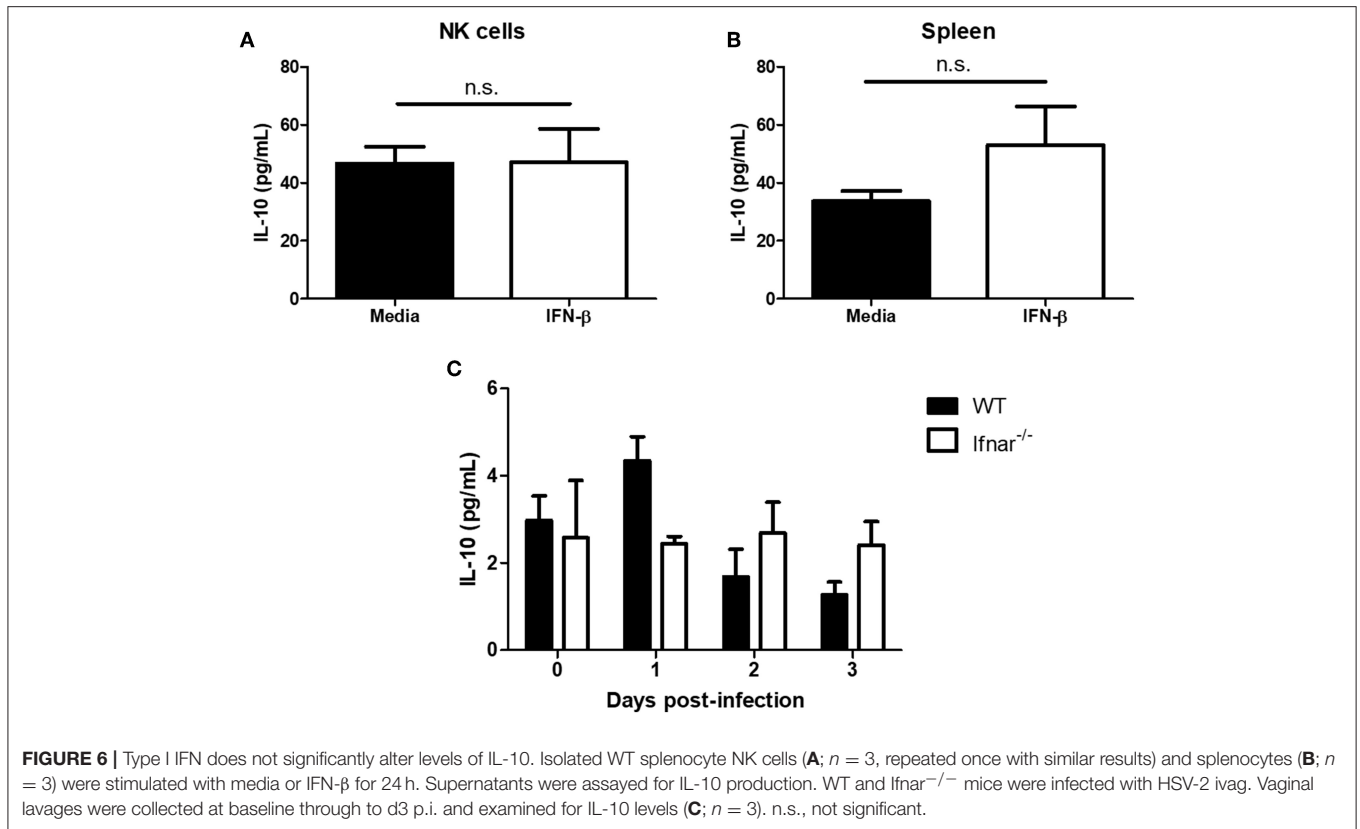 A
NK cells
n.s.
IL-10 (pg/mL)
80
60
40
20
0
Media
IFN-β
B
Spleen
n.s.
IL-10 (pg/mL)
80
60
40
20
0
Media
IFN-β
C
IL-10 (pg/mL)
6
4
2
0
0 1 2 3
Days post-infection
WT
Ifnar-/-
FIGURE 6 | Type I IFN does not significantly alter levels of IL-10. Isolated WT splenocyte NK cells (A; n = 3, repeated once with similar results) and splenocytes (B; n
= 3) were stimulated with media or IFN-β for 24 h. Supernatants were assayed for IL-10 production. WT and Ifnar−/− mice were infected with HSV-2 ivag. Vaginal
lavages were collected at baseline through to d3 p.i. and examined for IL-10 levels (C; n = 3). n.s., not significant.